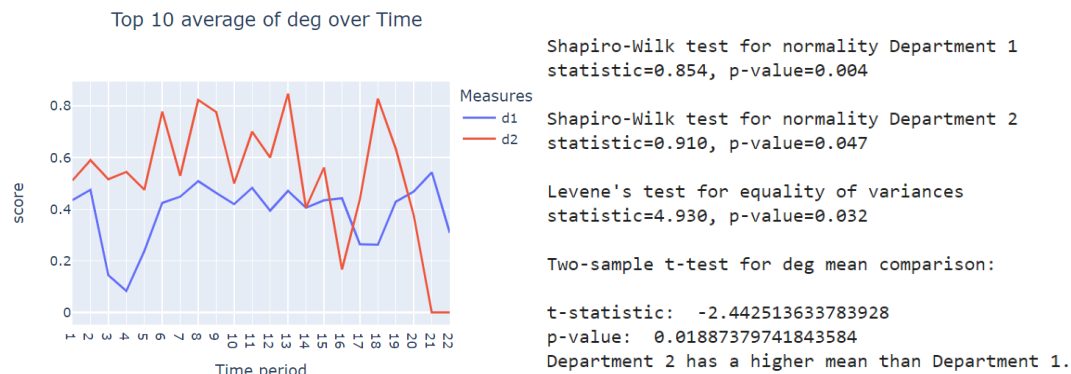 Top 10 average of deg over Time
score
0.8
0.6
0.4
0.2
0
1
2
3
4
5
6
7
8
9
10
11
12
13
14
15
16
17
18
19
20
21
22
Time period
Measures
d1
d2
Shapiro-Wilk test for normality Department 1
statistic=0.854, p-value=0.004
Shapiro-Wilk test for normality Department 2
statistic=0.910, p-value=0.047
Levene's test for equality of variances
statistic=4.930, p-value=0.032
Two-sample t-test for deg mean comparison:
t-statistic:  -2.442513633783928
p-value:  0.01887379741843584
Department 2 has a higher mean than Department 1.